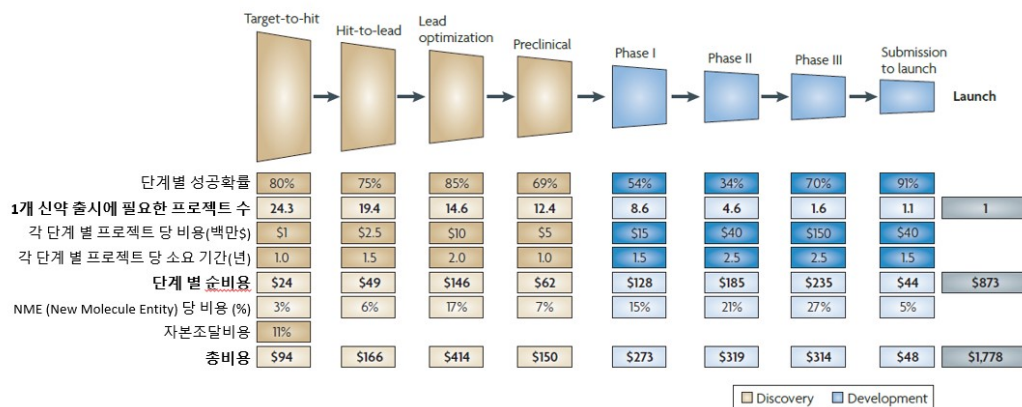 Target-to-hit
Hit-to-lead
Lead
optimization
Preclinical
Phase I
Phase II
Phase III
Submission
to launch
Launch
단계별 성공확률 80% 75% 85% 69% 54% 34% 70% 91%
1개 신약 출시에 필요한 프로젝트 수 24.3 19.4 14.6 12.4 8.6 4.6 1.6 1.1 1
각 단계 별 프로젝트 당 비용(백만$) $1 $2.5 $10 $5 $15 $40 $150 $40
각 단계 별 프로젝트 당 소요 기간(년) 1.0 1.5 2.0 1.0 1.5 2.5 2.5 1.5
단계 별 순비용 $24 $49 $146 $62 $128 $185 $235 $44 $873
NME (New Molecule Entity) 당 비용 (%) 3% 6% 17% 7% 15% 21% 27% 5%
자본조달비용 11%
총비용 $94 $166 $414 $150 $273 $319 $314 $48 $1,778
Discovery Development